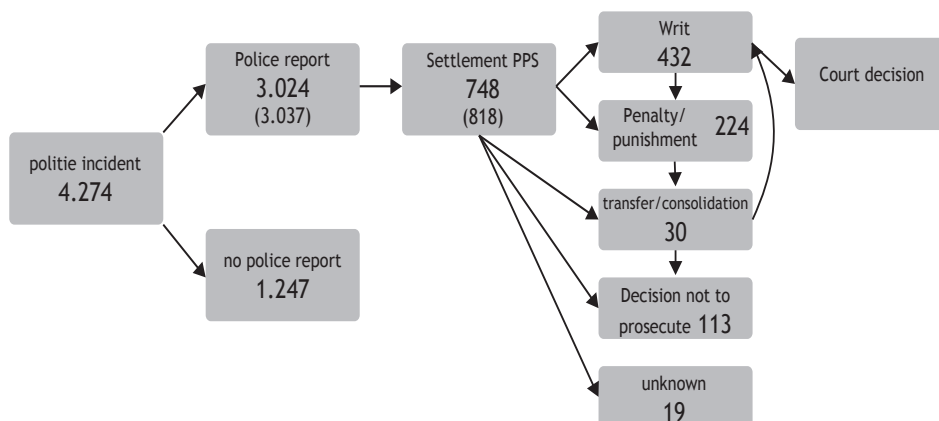 politie incident
4.274
Police report
3.024
(3.037)
no police report
1.247
Settlement PPS
748
(818)
Writ
432
Penalty/ 224
punishment
transfer/consolidation
30
Decision not to
prosecute 113
unknown
19
Court decision